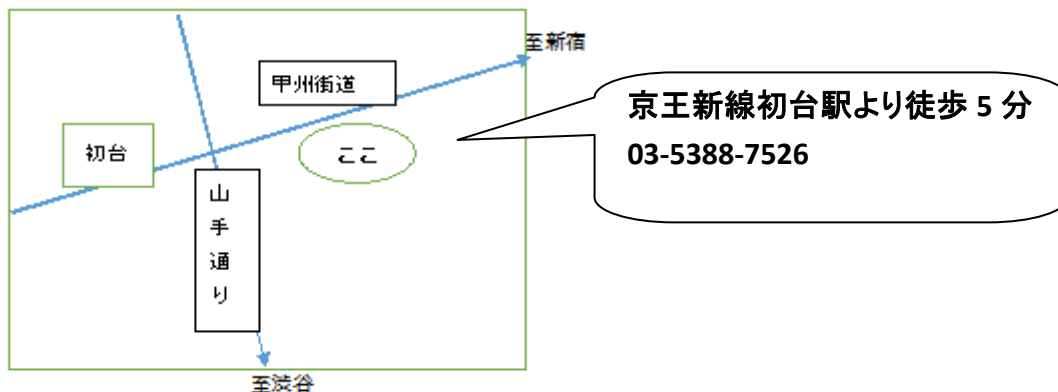 至新宿
甲州街道
京王新線初台駅より徒歩 5 分
03-5388-7526
初台
ここ
山手通り
至渋谷